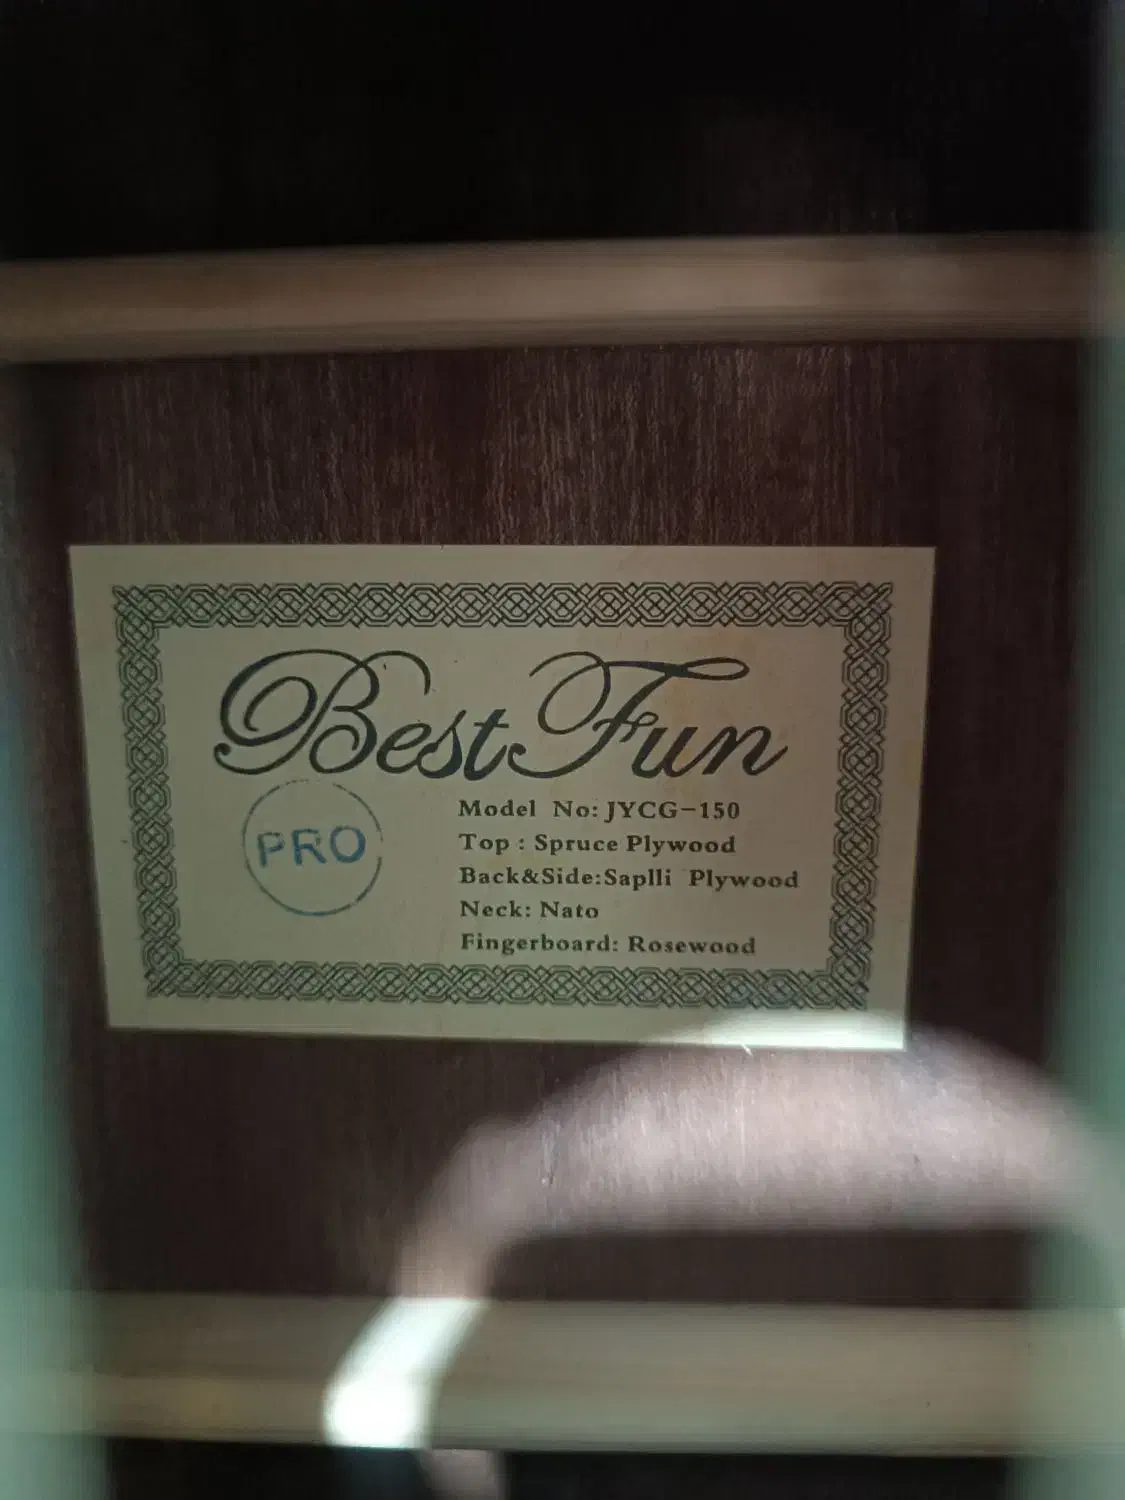 Best Fun
PRO
Model No: JYCG-150
Top : Spruce Plywood
Back&Side:Saplli Plywood
Neck: Nato
Fingerboard: Rosewood